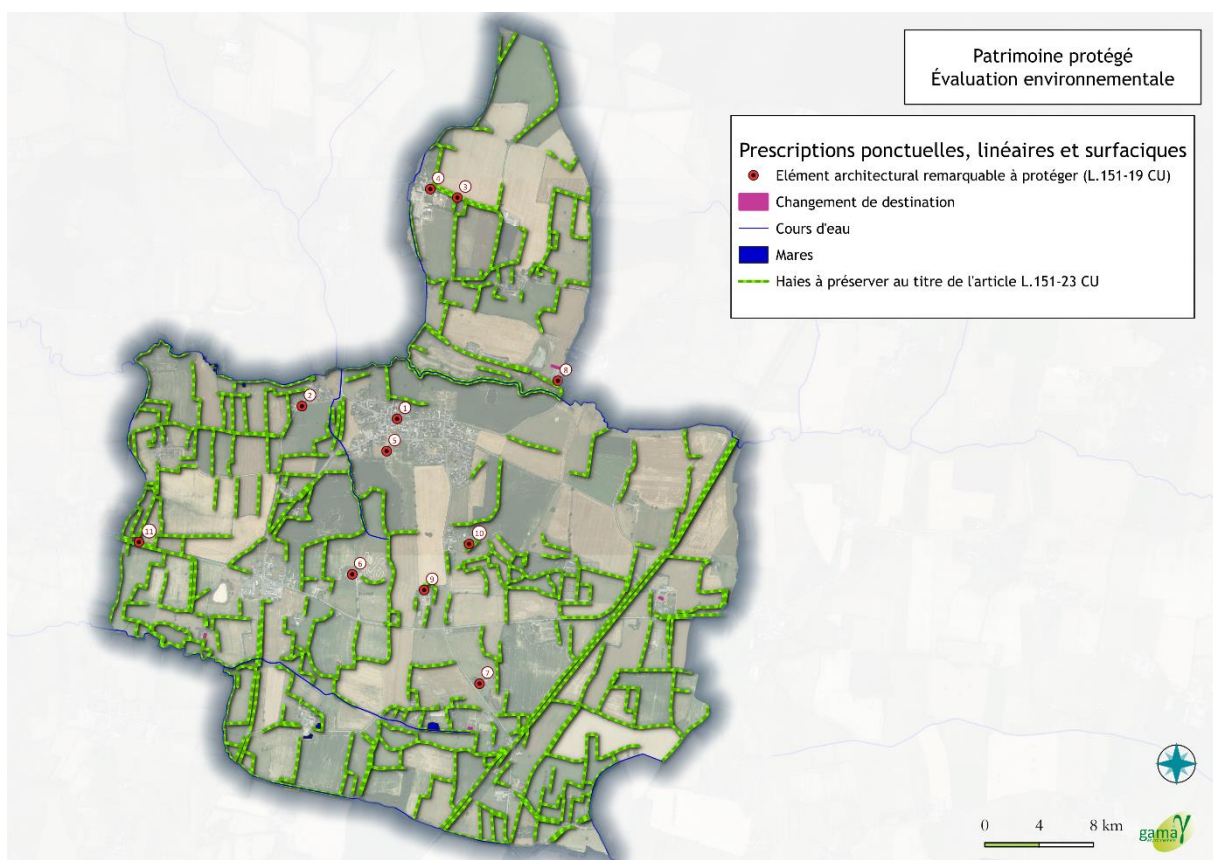 Patrimoine protégé
Évaluation environnementale
Prescriptions ponctuelles, linéaires et surfaciques
Elément architectural remarquable à protéger (L.151-19 CU)
Changement de destination
Cours d'eau
Mares
Haies à préserver au titre de l'article L.151-23 CU
4
3
8
2
1
5
11
10
6
9
7
0 4 8 km
gama